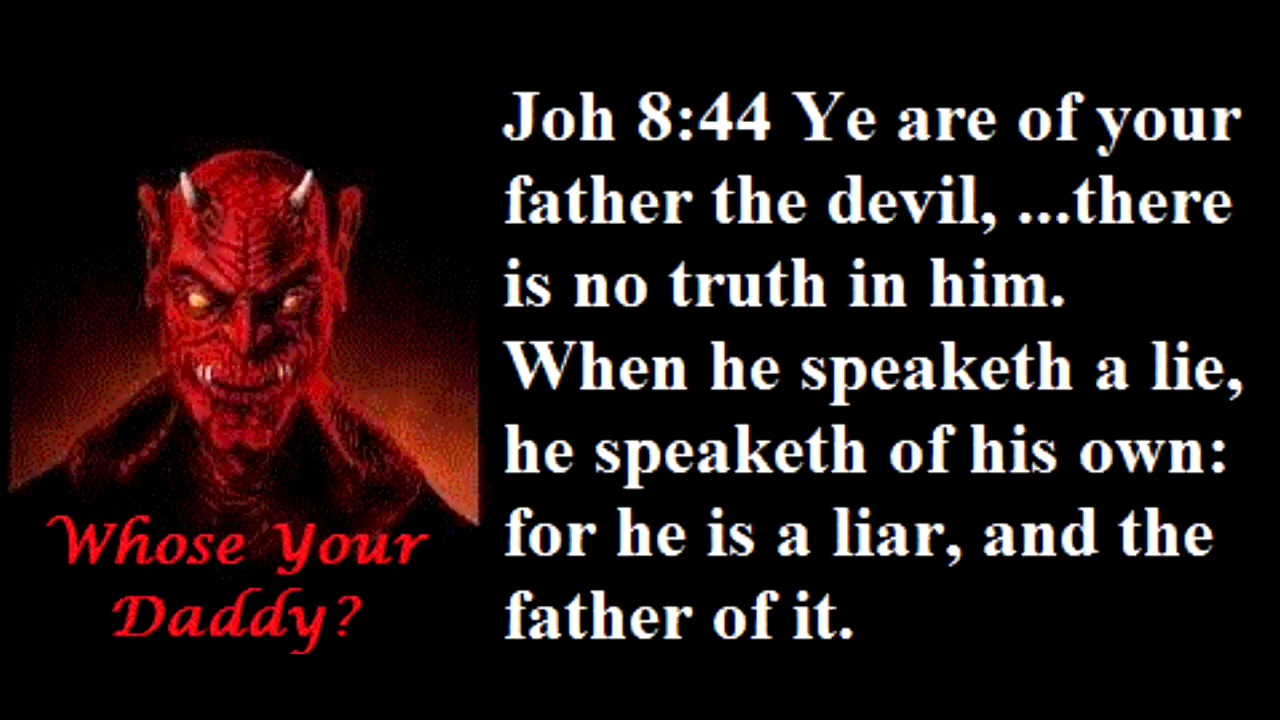 Joh 8:44 Ye are of your
father the devil, ...there
is no truth in him.
When he speaketh a lie,
he speaketh of his own:
for he is a liar, and the
father of it.
Whose Your
Daddy?